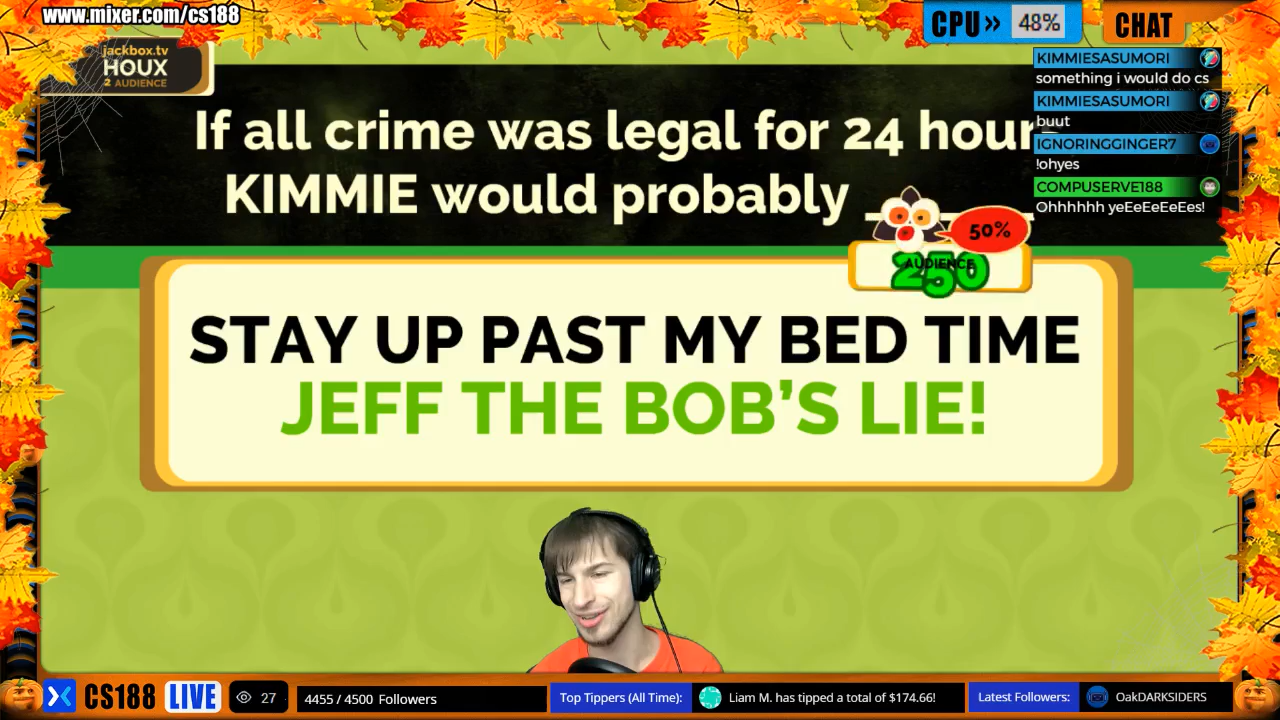 www.mixer.com/cs188
CPU»
48%
CHAT
jackbox.tv
HOUX
2 AUDIENCE
If all crime was legal for 24 hours
KIMMIE would probably ______
KIMMIESASUMORI
something i would do cs
KIMMIESASUMORI
buut
IGNORINGGINGER7
!ohyes
COMPUSERVE188
Ohhhhhh yeEeEeEeEes!
50%
AUDIENCE
250
STAY UP PAST MY BED TIME
JEFF THE BOB'S LIE!
CS188 LIVE
27
4455 / 4500 Followers
Top Tippers (All Time):
Liam M. has tipped a total of $174.66!
Latest Followers:
OakDARKSIDERS